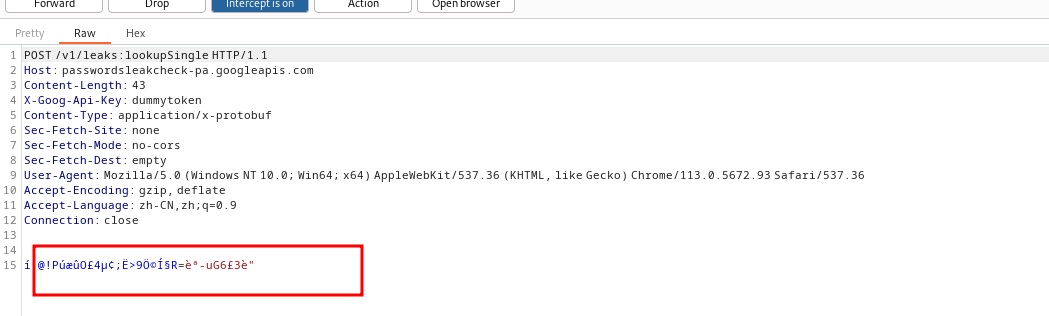 Forward Drop Intercept is on Action Open browser
Pretty Raw Hex
1 POST /v1/leaks:lookupSingle HTTP/1.1
2 Host: passwordsleakcheck-pa.googleapis.com
3 Content-Length: 43
4 X-Goog-Api-Key: dummytoken
5 Content-Type: application/x-protobuf
6 Sec-Fetch-Site: none
7 Sec-Fetch-Mode: no-cors
8 Sec-Fetch-Dest: empty
9 User-Agent: Mozilla/5.0 (Windows NT 10.0; Win64; x64) AppleWebKit/537.36 (KHTML, like Gecko) Chrome/113.0.5672.93 Safari/537.36
10 Accept-Encoding: gzip, deflate
11 Accept-Language: zh-CN,zh;q=0.9
12 Connection: close
13
14
15 @!PúæûO£4µ¢;Ë>9Ö©Í§R=èª-uG6£3è"